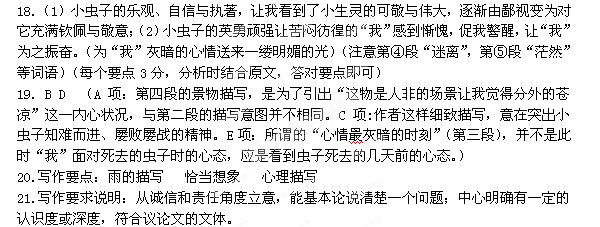 18.（1）小虫子的乐观、自信与执著，让我看到了小生灵的可敬与伟大，逐渐由鄙视变为对
它充满钦佩与敬意；（2）小虫子的英勇顽强让苦闷彷徨的“我”感到惭愧，促我警醒，让“我”
为之振奋。（为“我”灰暗的心情送来一缕明媚的光）（注意第④段“迷离”，第⑤段“茫然”
等词语）（每个要点 3 分，分析时结合原文，答对要点即可）
19. B D （A 项：第四段的景物描写，是为了引出“这物是人非的场景让我觉得分外的苍
凉”这一内心状况，与第二段的描写意图并不相同。C 项:作者这样细致描写，意在突出小
虫子知难而进、屡败屡战的精神。E 项：所谓的“心情最灰暗的时刻”（第三段），并不是此
时“我”面对死去的虫子时的心态，应是看到虫子死去的几天前的心态。）
20.写作要点：雨的描写 恰当想象 心理描写
21.写作要求说明：从诚信和责任角度立意，能基本论说清楚一个问题；中心明确有一定的
认识度或深度，符合议论文的文体。